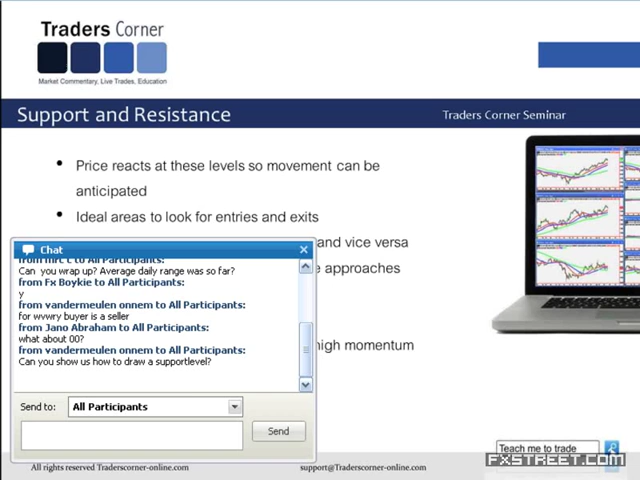 Traders Corner
Market Commentary, Live Trades, Education
Support and Resistance
Traders Corner Seminar
• Price reacts at these levels so movement can be
anticipated
• Ideal areas to look for entries and exits
and vice versa
approaches
high momentum
Chat
to All Participants:
Can you wrap up? Average daily range was so far?
from Fx Boykie to All Participants:
y
from vandermeulen onnem to All Participants:
for wvwry buyer is a seller
from Jano Abraham to All Participants:
what about 00?
from vandermeulen onnem to All Participants:
Can you show us how to draw a supportlevel?
Send to: All Participants
Send
Teach me to trade
All rights reserved Traderscorner-online.com
support@Traderscorner-online.com
FXSTREET.COM